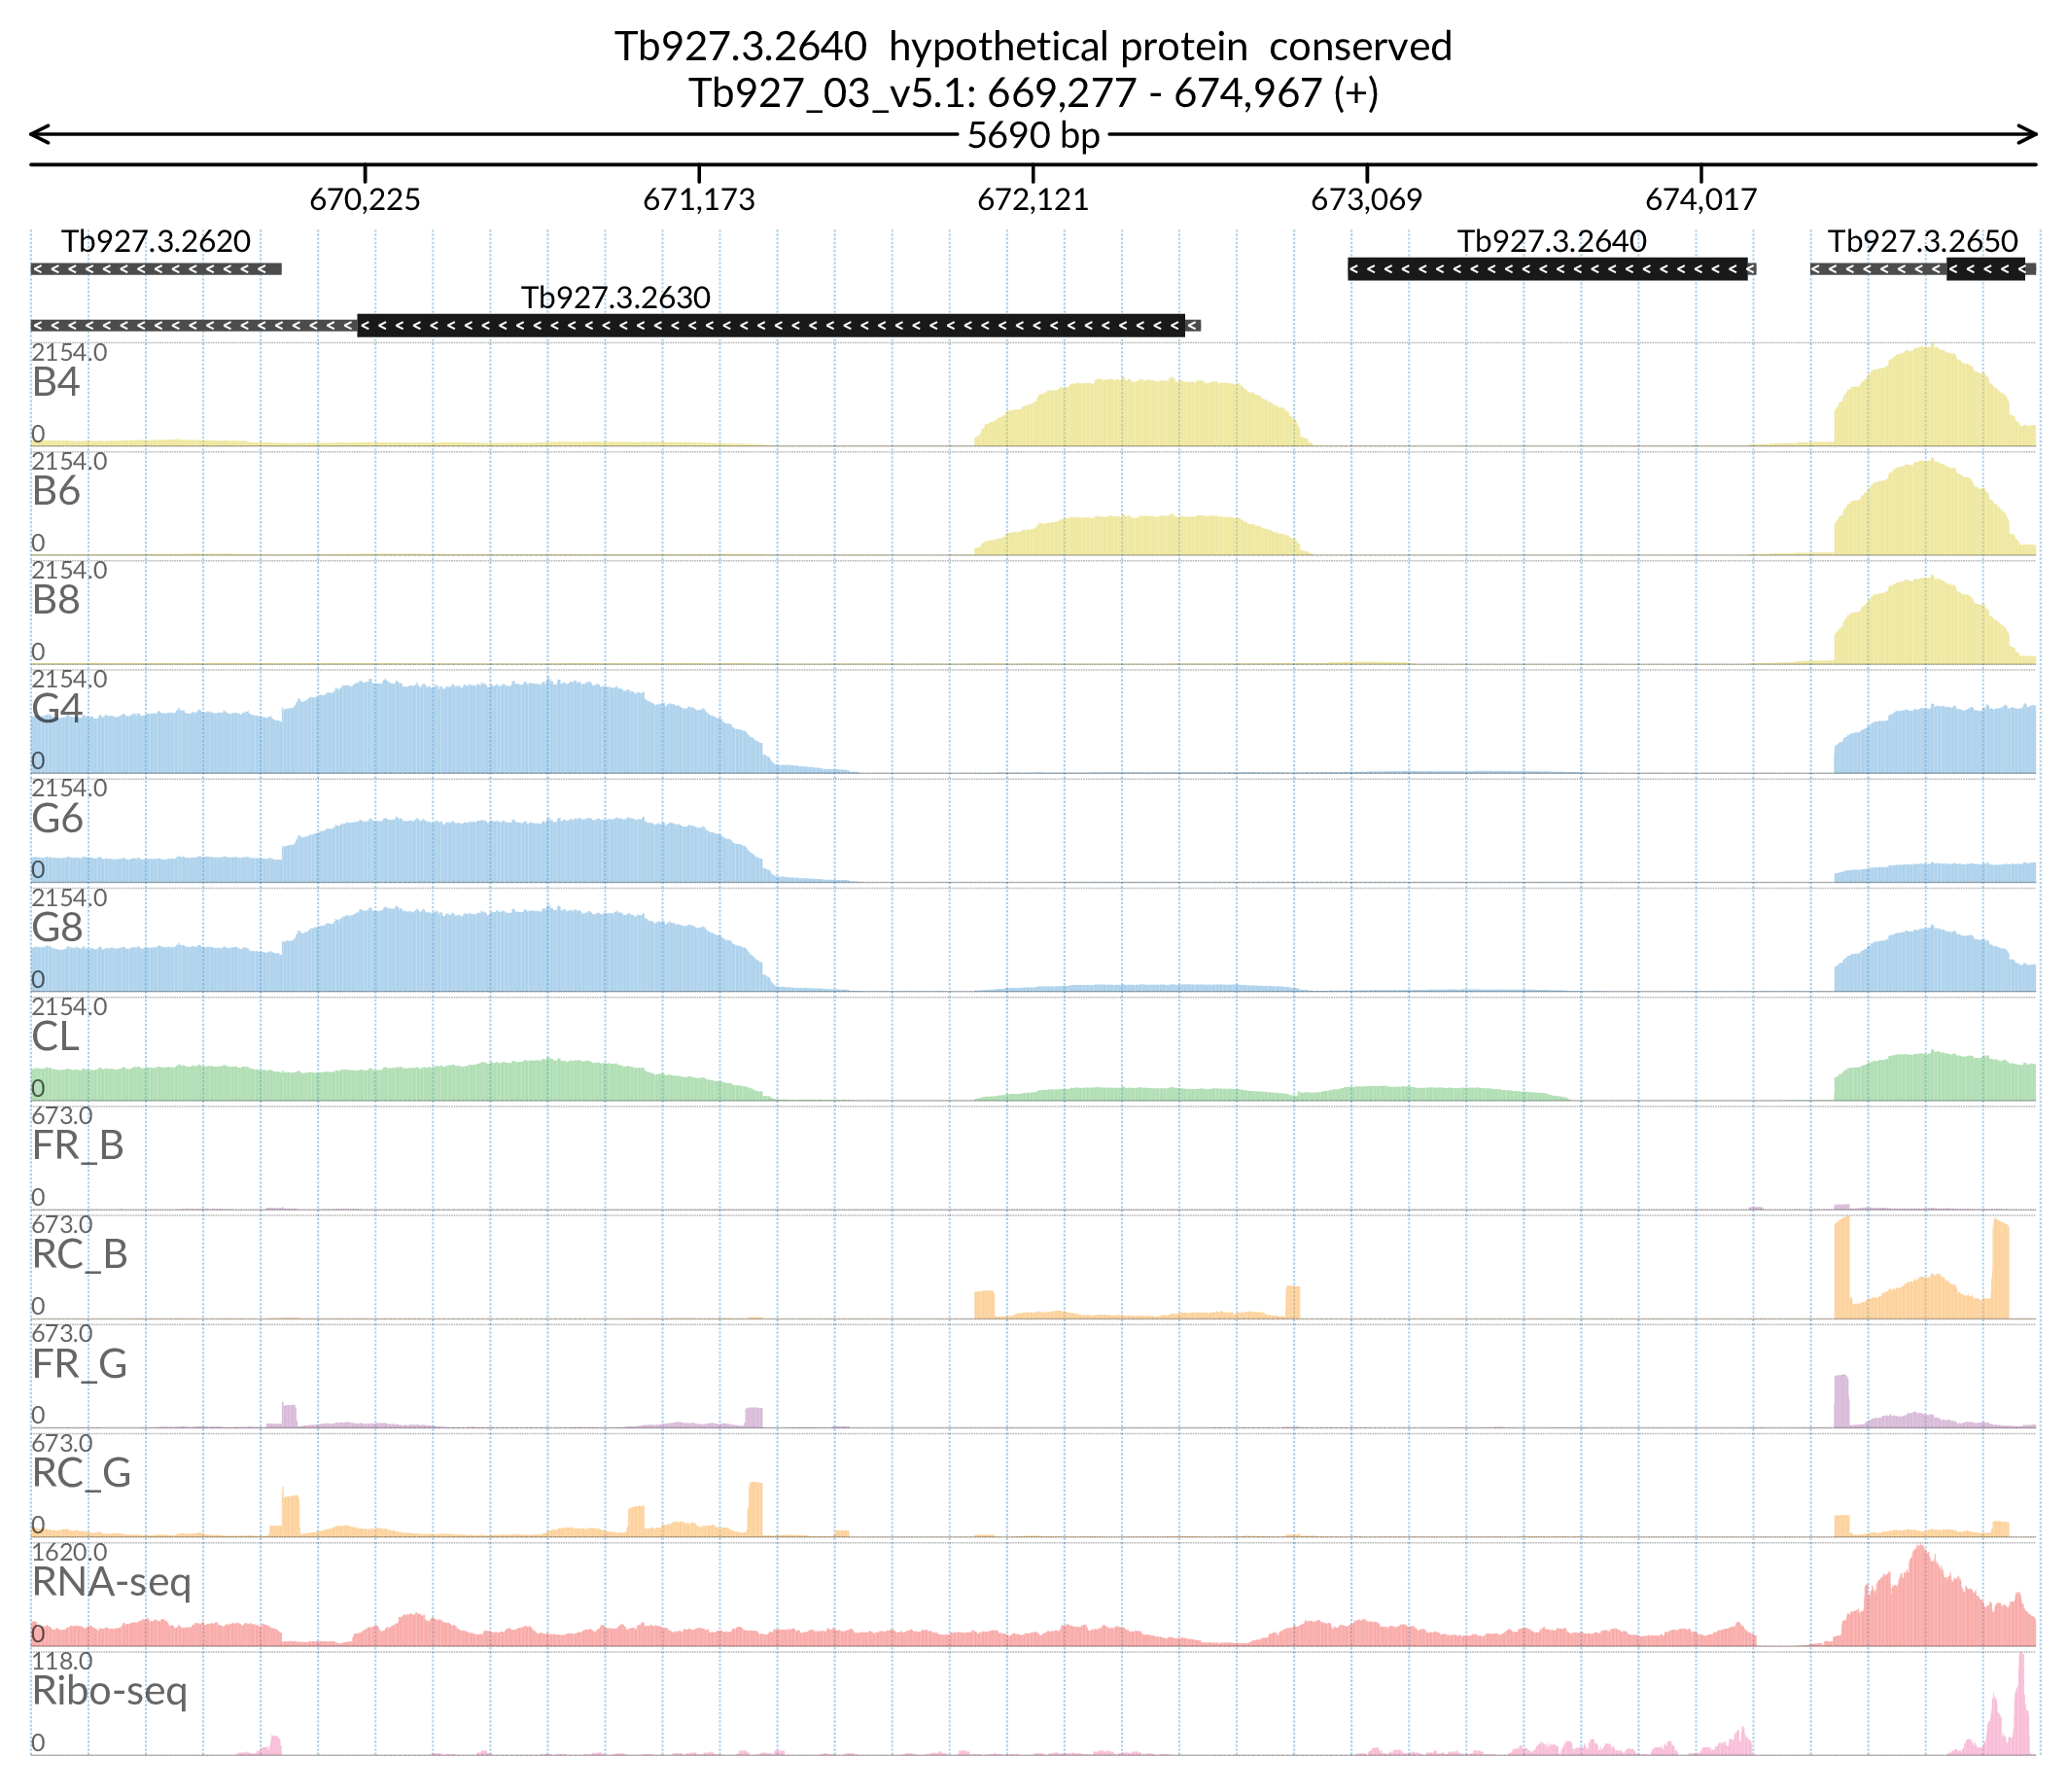 Tb927.3.2640  hypothetical protein  conserved
Tb927_03_v5.1: 669,277 - 674,967 (+)
5690 bp
670,225 671,173 672,121 673,069 674,017
Tb927.3.2620 Tb927.3.2640 Tb927.3.2650
Tb927.3.2630
2154.0
B4
0
2154.0
B6
0
2154.0
B8
0
2154.0
G4
0
2154.0
G6
0
2154.0
G8
0
2154.0
CL
0
673.0
FR_B
0
673.0
RC_B
0
673.0
FR_G
0
673.0
RC_G
0
1620.0
RNA-seq
0
118.0
Ribo-seq
0